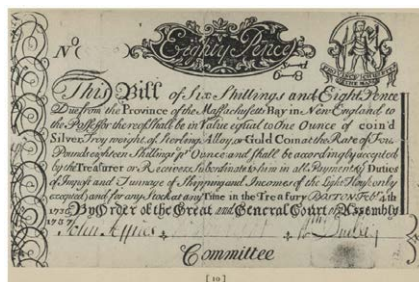 No
Eighty Pence
6 8
This Bill of Six Shillings and Eight Pence
Due from the Province of the Massachusetts Bay in New England to
the Possessor thereof Shall be in Value equal to One Ounce of coin'd
Silver, Troy weight, of Sterling Alloy, or Gold Coin at the Rate of Four
Pound eighteen Shillings Ounce and shall be accordingly accepted
by the Treasurer or Receivers Subordinate to him in all Payments Duties
of Impost and Tunnage of Shipping and Incomes of the Light House only
excepted) and for any Stock at any Time in the Treasury BOSTON Feb. 4th
1736 By Order of the Great and General Court or Assembly
1737
Committee
[10]